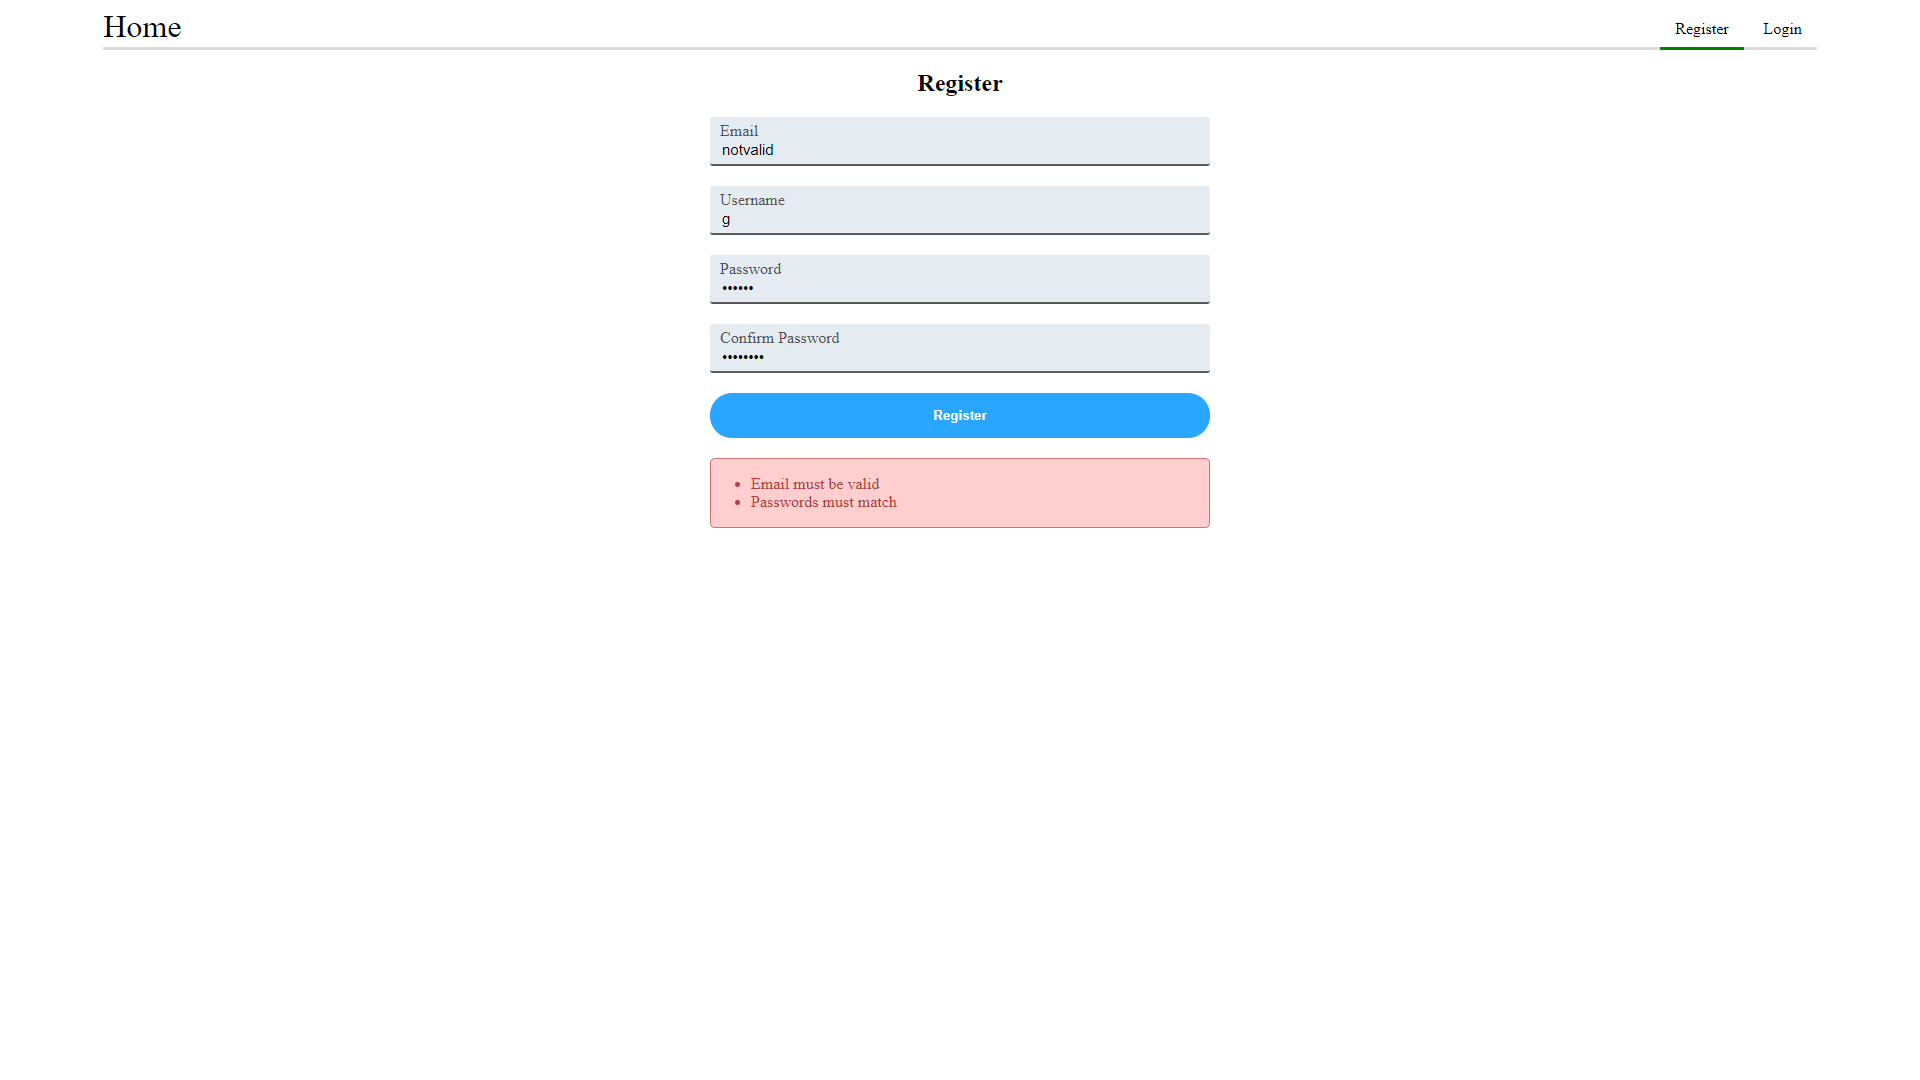 Home
Register
Login
Register
Email
notvalid
Username
g
Password
••••••
Confirm Password
••••••••
Register
• Email must be valid
• Passwords must match